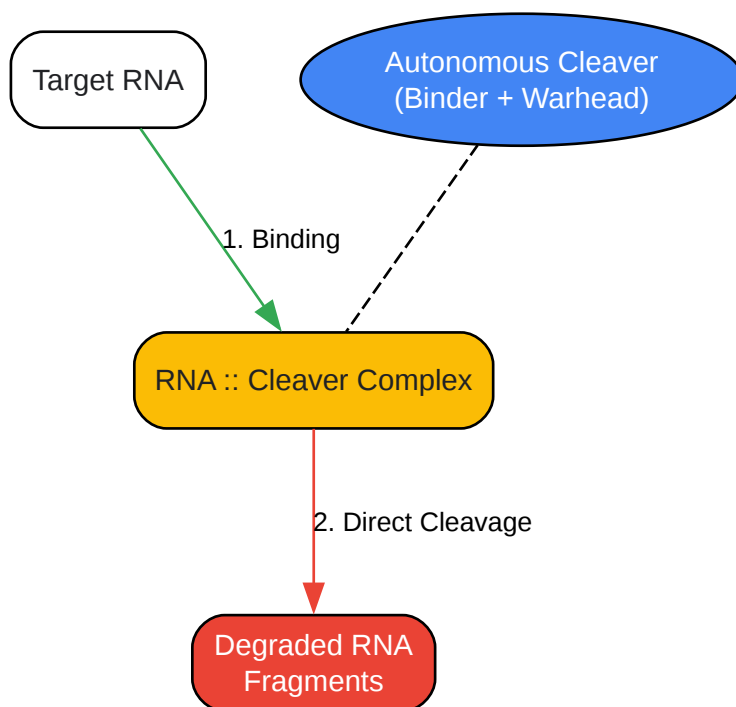 Target RNA
Autonomous Cleaver
(Binder + Warhead)
1. Binding
RNA :: Cleaver Complex
2. Direct Cleavage
Degraded RNA
Fragments